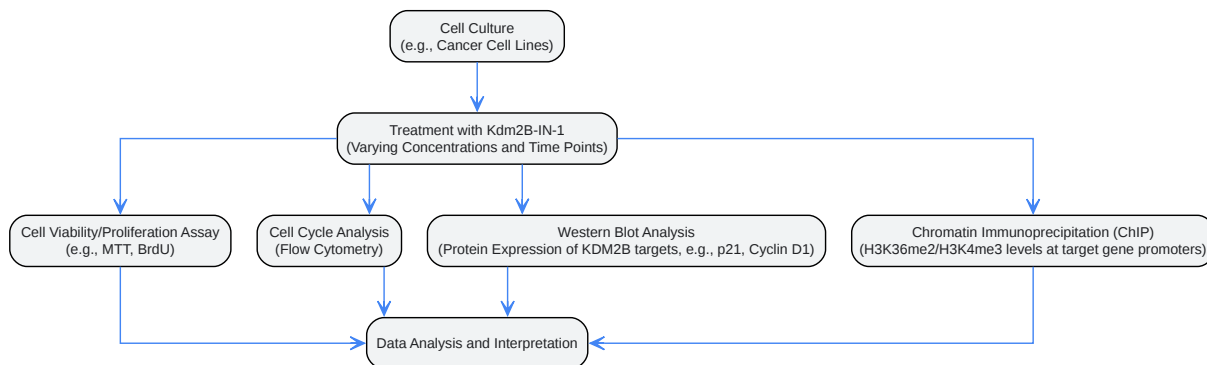 Cell Culture
(e.g., Cancer Cell Lines)
Treatment with Kdm2B-IN-1
(Varying Concentrations and Time Points)
Cell Viability/Proliferation Assay
(e.g., MTT, BrdU)
Cell Cycle Analysis
(Flow Cytometry)
Western Blot Analysis
(Protein Expression of KDM2B targets, e.g., p21, Cyclin D1)
Chromatin Immunoprecipitation (ChIP)
(H3K36me2/H3K4me3 levels at target gene promoters)
Data Analysis and Interpretation